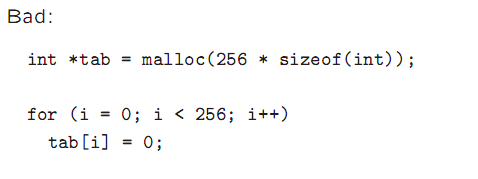 Bad:
int *tab = malloc(256 * sizeof(int));
for (i = 0; i < 256; i++)
tab[i] = 0;